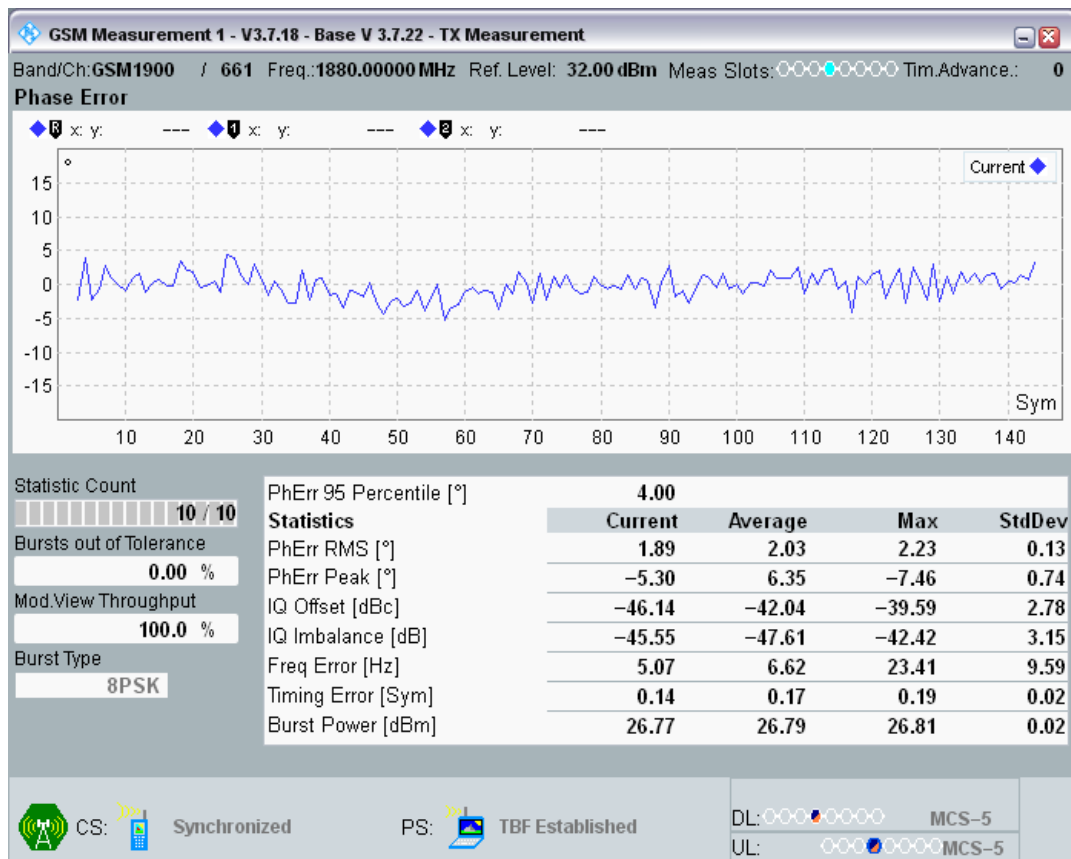 GSM Measurement 1 - V3.7.18 - Base V 3.7.22 - TX Measurement
Band/Ch:GSM1900 / 661 Freq.:1880.00000 MHz Ref. Level: 32.00 dBm Meas Slots: Tim.Advance.: 0
Phase Error
R x: y: --- 1 x: y: --- 2 x: y: ---
°
Current
15
10
5
0
-5
-10
-15
Sym
10 20 30 40 50 60 70 80 90 100 110 120 130 140
Statistic Count
10 / 10
Bursts out of Tolerance
0.00 %
Mod.View Throughput
100.0 %
Burst Type
8PSK
PhErr 95 Percentile [°] 4.00
Statistics Current Average Max StdDev
PhErr RMS [°] 1.89 2.03 2.23 0.13
PhErr Peak [°] −5.30 6.35 −7.46 0.74
IQ Offset [dBc] −46.14 −42.04 −39.59 2.78
IQ Imbalance [dB] −45.55 −47.61 −42.42 3.15
Freq Error [Hz] 5.07 6.62 23.41 9.59
Timing Error [Sym] 0.14 0.17 0.19 0.02
Burst Power [dBm] 26.77 26.79 26.81 0.02
CS: Synchronized PS: TBF Established
DL: MCS−5
UL: MCS−5